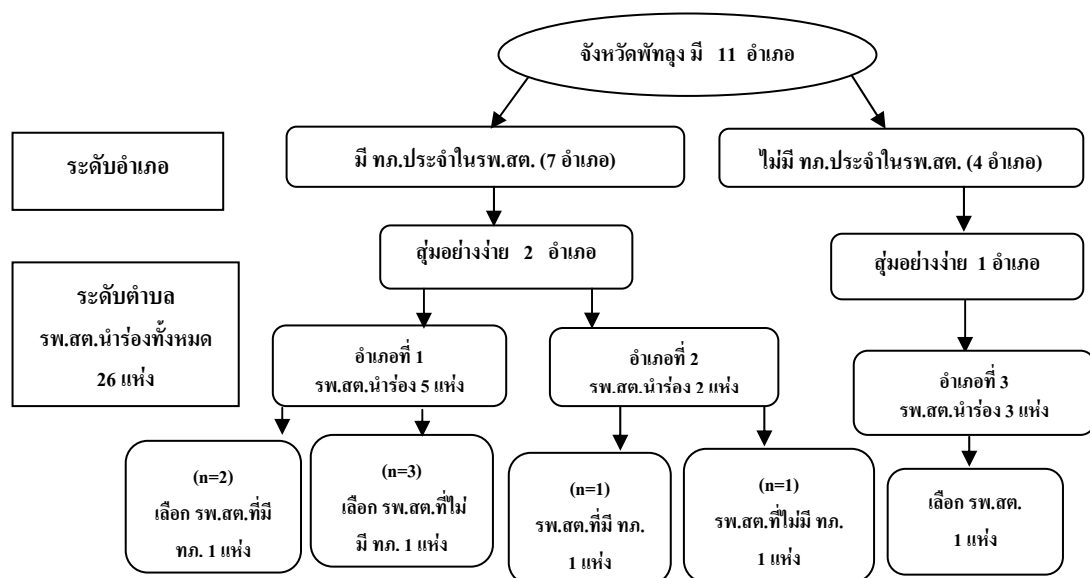 จังหวัดพัทลุง มี 11 อำเภอ
ระดับอำเภอ
มี ทภ.ประจำในรพ.สต. (7 อำเภอ)
ไม่มี ทภ.ประจำในรพ.สต. (4 อำเภอ)
สุ่มอย่างง่าย 2 อำเภอ
สุ่มอย่างง่าย 1 อำเภอ
ระดับตำบล
รพ.สต.นำร่องทั้งหมด
26 แห่ง
อำเภอที่ 1
รพ.สต.นำร่อง 5 แห่ง
อำเภอที่ 2
รพ.สต.นำร่อง 2 แห่ง
อำเภอที่ 3
รพ.สต.นำร่อง 3 แห่ง
(n=2)
เลือก รพ.สต.ที่มี
ทภ. 1 แห่ง
(n=3)
เลือก รพ.สต.ที่ไม่
มี ทภ. 1 แห่ง
(n=1)
รพ.สต.ที่มี ทภ.
1 แห่ง
(n=1)
รพ.สต.ที่ไม่มี ทภ.
1 แห่ง
เลือก รพ.สต.
1 แห่ง